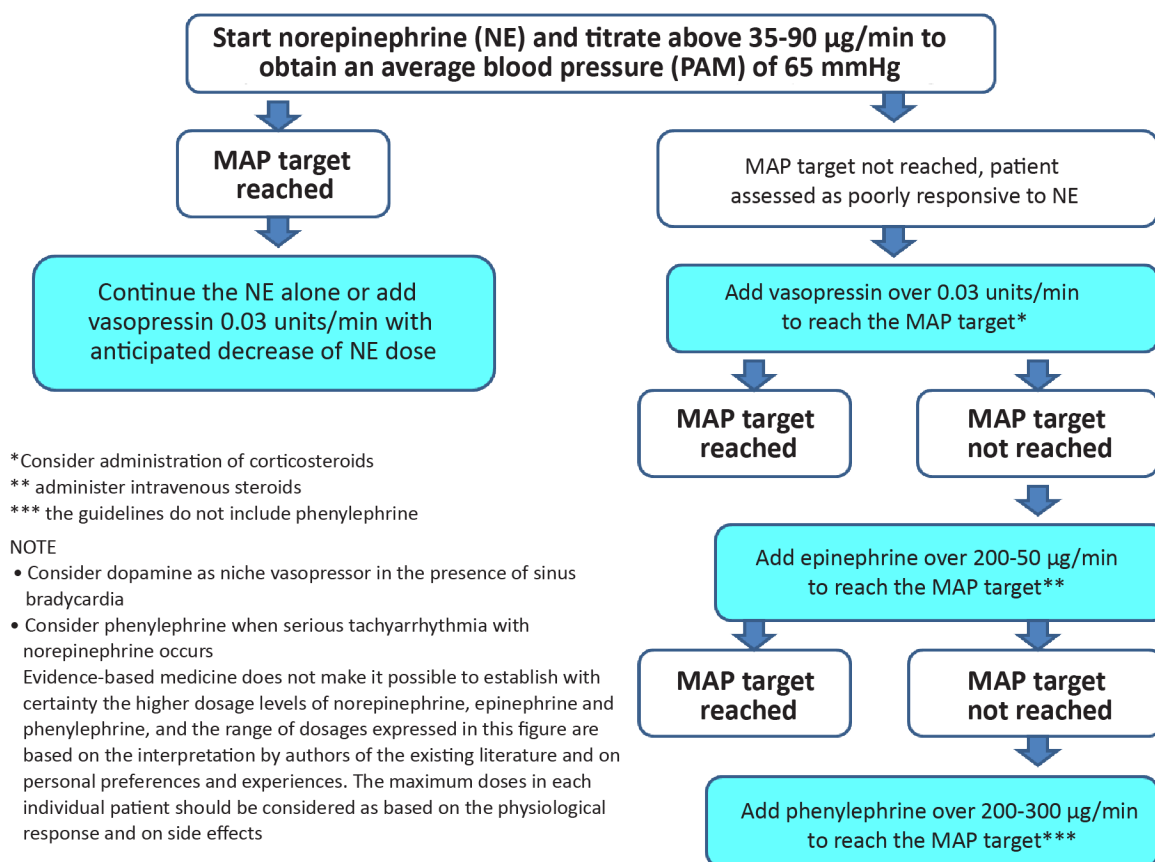 Start norepinephrine (NE) and titrate above 35-90 µg/min to
obtain an average blood pressure (PAM) of 65 mmHg
MAP target
reached
MAP target not reached, patient
assessed as poorly responsive to NE
Continue the NE alone or add
vasopressin 0.03 units/min with
anticipated decrease of NE dose
Add vasopressin over 0.03 units/min
to reach the MAP target*
MAP target
reached
MAP target
not reached
*Consider administration of corticosteroids
** administer intravenous steroids
*** the guidelines do not include phenylephrine
NOTE
• Consider dopamine as niche vasopressor in the presence of sinus
bradycardia
• Consider phenylephrine when serious tachyarrhythmia with
norepinephrine occurs
Evidence-based medicine does not make it possible to establish with
certainty the higher dosage levels of norepinephrine, epinephrine and
phenylephrine, and the range of dosages expressed in this figure are
based on the interpretation by authors of the existing literature and on
personal preferences and experiences. The maximum doses in each
individual patient should be considered as based on the physiological
response and on side effects
Add epinephrine over 200-50 µg/min
to reach the MAP target**
MAP target
reached
MAP target
not reached
Add phenylephrine over 200-300 µg/min
to reach the MAP target***